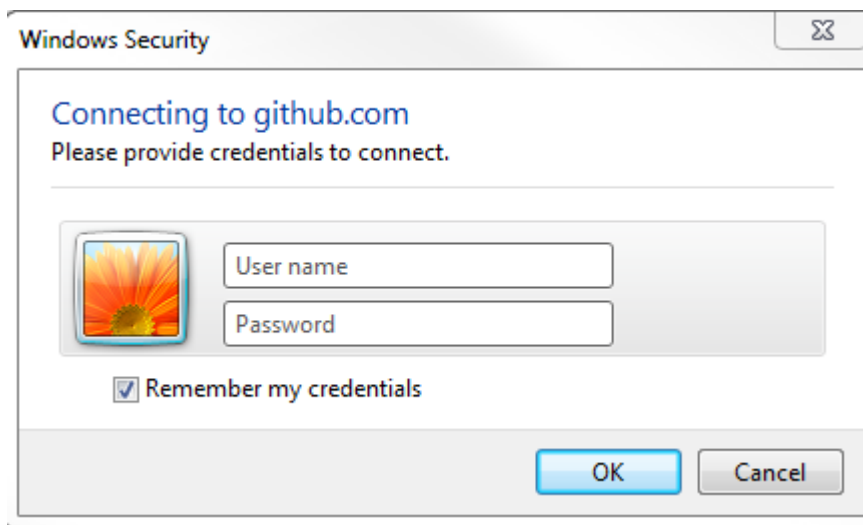 Windows Security
Connecting to github.com
Please provide credentials to connect.
User name
Password
Remember my credentials
OK
Cancel